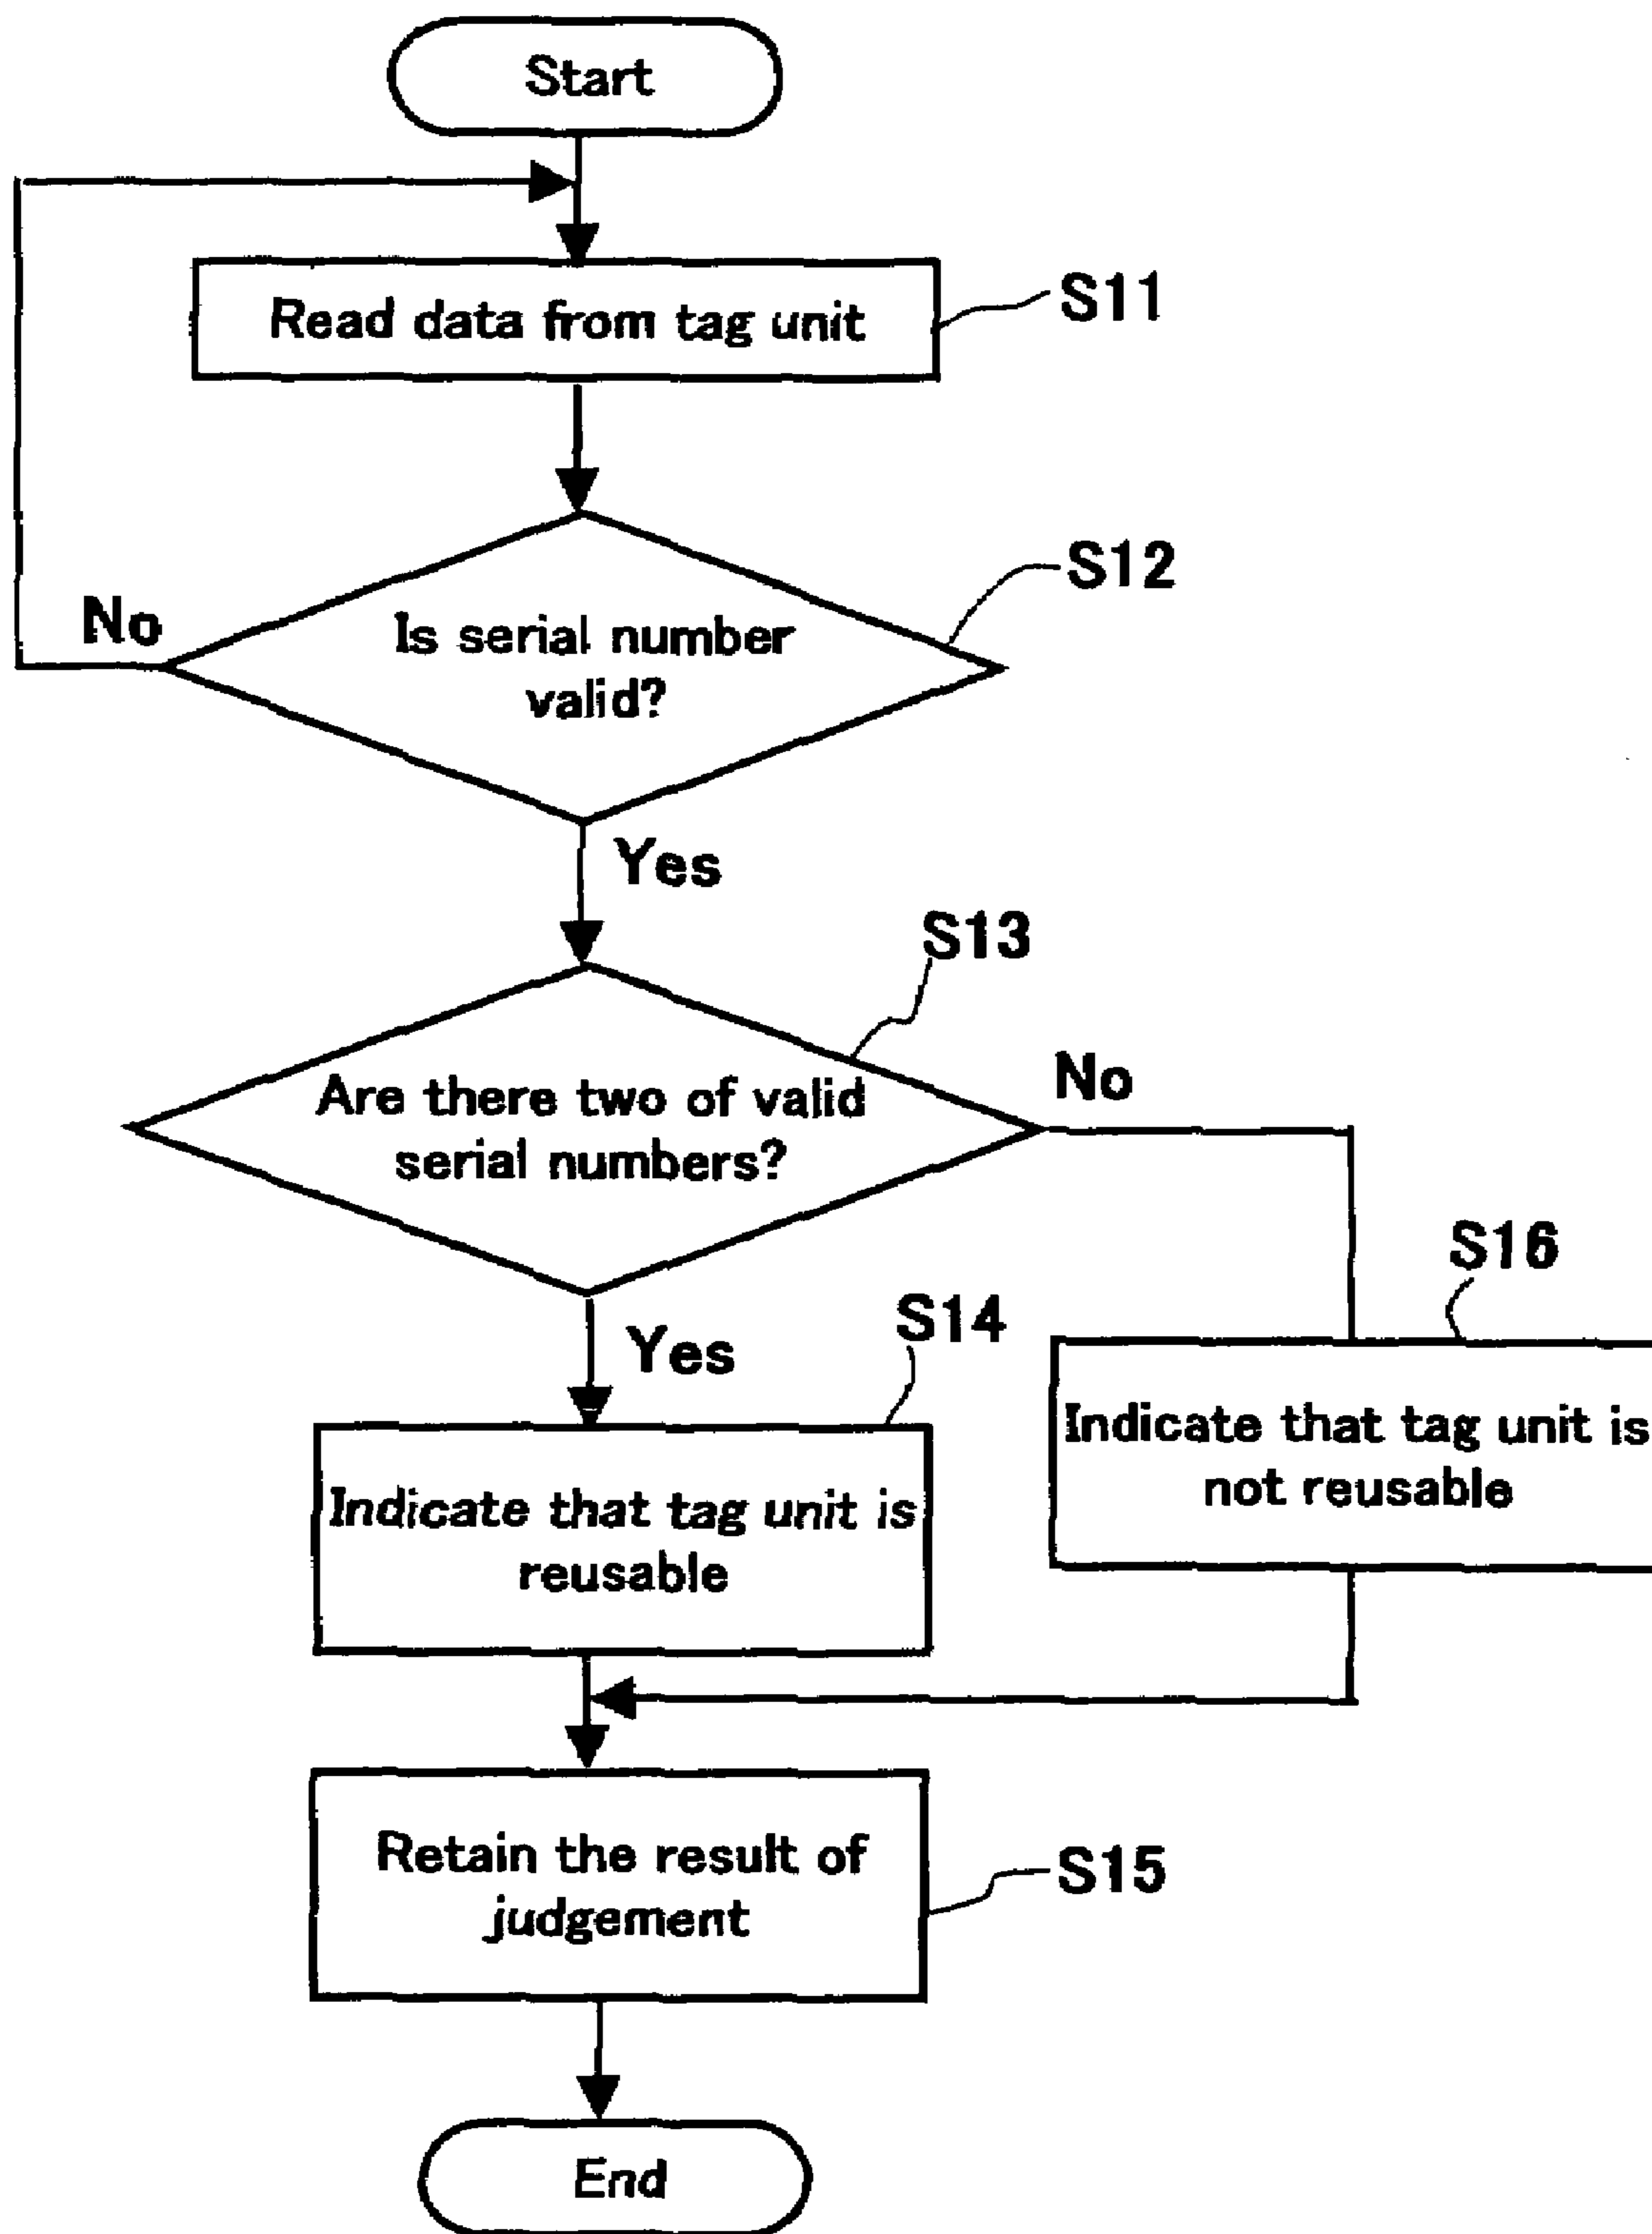 Start
Read data from tag unit
S11
Is serial number
valid?
S12
No
Yes
S13
Are there two of valid
serial numbers?
No
Yes
S14
S16
Indicate that tag unit is
reusable
Indicate that tag unit is
not reusable
Retain the result of
judgement
S15
End